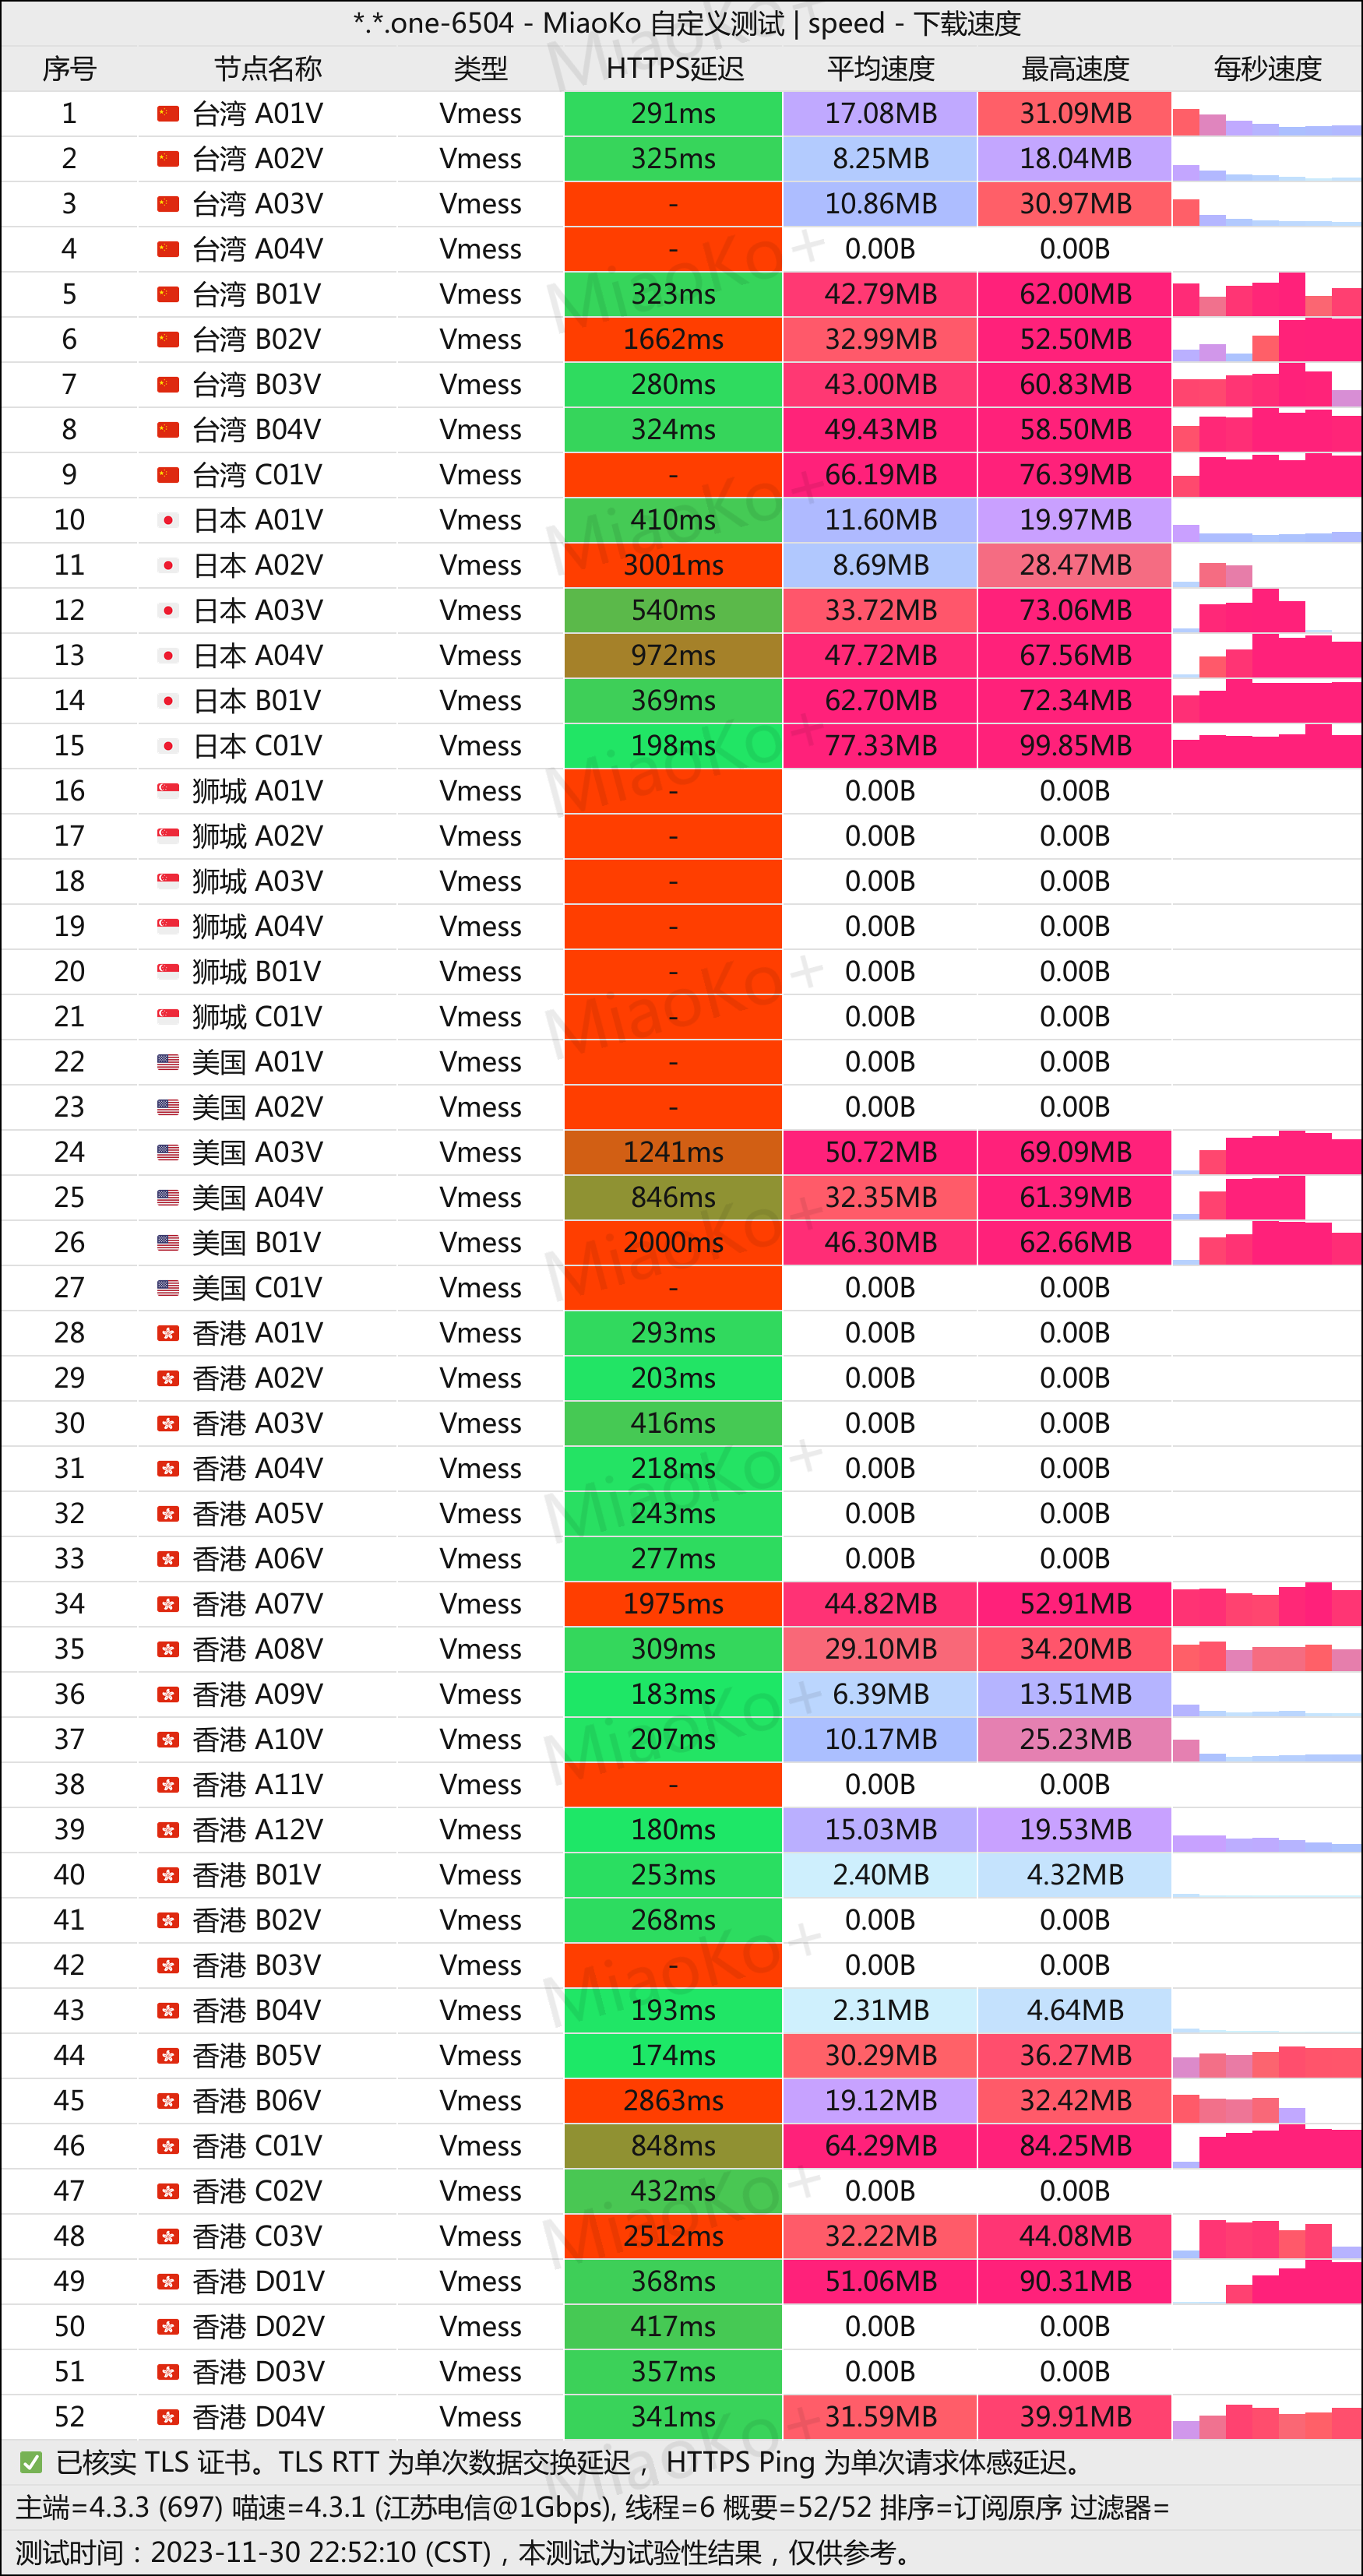 *.*.one-6504 - MiaoKo 自定义测试 | speed - 下载速度
序号 节点名称 类型 HTTPS延迟 平均速度 最高速度 每秒速度
1 台湾 A01V Vmess 291ms 17.08MB 31.09MB
2 台湾 A02V Vmess 325ms 8.25MB 18.04MB
3 台湾 A03V Vmess - 10.86MB 30.97MB
4 台湾 A04V Vmess - 0.00B 0.00B
5 台湾 B01V Vmess 323ms 42.79MB 62.00MB
6 台湾 B02V Vmess 1662ms 32.99MB 52.50MB
7 台湾 B03V Vmess 280ms 43.00MB 60.83MB
8 台湾 B04V Vmess 324ms 49.43MB 58.50MB
9 台湾 C01V Vmess - 66.19MB 76.39MB
10 日本 A01V Vmess 410ms 11.60MB 19.97MB
11 日本 A02V Vmess 3001ms 8.69MB 28.47MB
12 日本 A03V Vmess 540ms 33.72MB 73.06MB
13 日本 A04V Vmess 972ms 47.72MB 67.56MB
14 日本 B01V Vmess 369ms 62.70MB 72.34MB
15 日本 C01V Vmess 198ms 77.33MB 99.85MB
16 狮城 A01V Vmess - 0.00B 0.00B
17 狮城 A02V Vmess - 0.00B 0.00B
18 狮城 A03V Vmess - 0.00B 0.00B
19 狮城 A04V Vmess - 0.00B 0.00B
20 狮城 B01V Vmess - 0.00B 0.00B
21 狮城 C01V Vmess - 0.00B 0.00B
22 美国 A01V Vmess - 0.00B 0.00B
23 美国 A02V Vmess - 0.00B 0.00B
24 美国 A03V Vmess 1241ms 50.72MB 69.09MB
25 美国 A04V Vmess 846ms 32.35MB 61.39MB
26 美国 B01V Vmess 2000ms 46.30MB 62.66MB
27 美国 C01V Vmess - 0.00B 0.00B
28 香港 A01V Vmess 293ms 0.00B 0.00B
29 香港 A02V Vmess 203ms 0.00B 0.00B
30 香港 A03V Vmess 416ms 0.00B 0.00B
31 香港 A04V Vmess 218ms 0.00B 0.00B
32 香港 A05V Vmess 243ms 0.00B 0.00B
33 香港 A06V Vmess 277ms 0.00B 0.00B
34 香港 A07V Vmess 1975ms 44.82MB 52.91MB
35 香港 A08V Vmess 309ms 29.10MB 34.20MB
36 香港 A09V Vmess 183ms 6.39MB 13.51MB
37 香港 A10V Vmess 207ms 10.17MB 25.23MB
38 香港 A11V Vmess - 0.00B 0.00B
39 香港 A12V Vmess 180ms 15.03MB 19.53MB
40 香港 B01V Vmess 253ms 2.40MB 4.32MB
41 香港 B02V Vmess 268ms 0.00B 0.00B
42 香港 B03V Vmess - 0.00B 0.00B
43 香港 B04V Vmess 193ms 2.31MB 4.64MB
44 香港 B05V Vmess 174ms 30.29MB 36.27MB
45 香港 B06V Vmess 2863ms 19.12MB 32.42MB
46 香港 C01V Vmess 848ms 64.29MB 84.25MB
47 香港 C02V Vmess 432ms 0.00B 0.00B
48 香港 C03V Vmess 2512ms 32.22MB 44.08MB
49 香港 D01V Vmess 368ms 51.06MB 90.31MB
50 香港 D02V Vmess 417ms 0.00B 0.00B
51 香港 D03V Vmess 357ms 0.00B 0.00B
52 香港 D04V Vmess 341ms 31.59MB 39.91MB
✅ 已核实 TLS 证书。TLS RTT 为单次数据交换延迟， HTTPS Ping 为单次请求体感延迟。
主端=4.3.3 (697) 喵速=4.3.1 (江苏电信@1Gbps), 线程=6 概要=52/52 排序=订阅原序 过滤器=
测试时间：2023-11-30 22:52:10 (CST)，本测试为试验性结果，仅供参考。
MiaoKo+
MiaoKo+
MiaoKo+
MiaoKo+
MiaoKo+
MiaoKo+
MiaoKo+
MiaoKo+
MiaoKo+
MiaoKo+
MiaoKo+